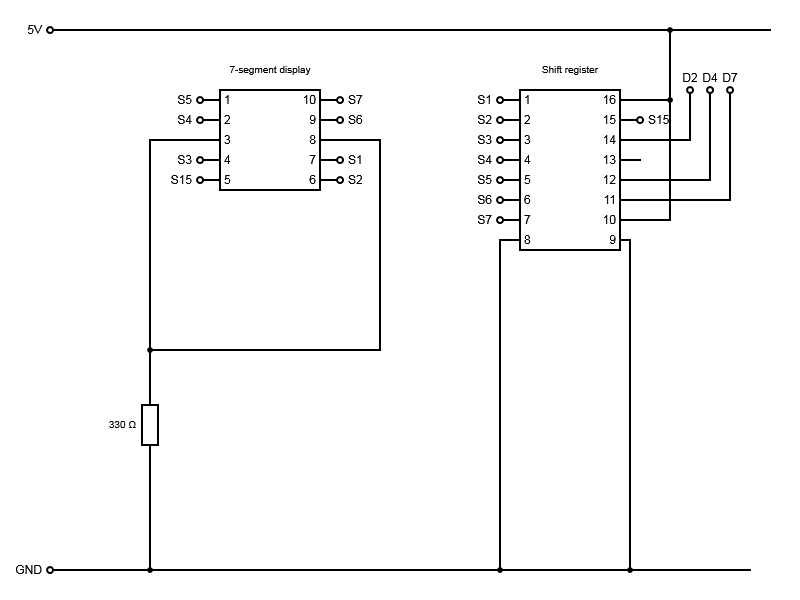 5V
7-segment display
Shift register
D2 D4 D7
S5 1 10 S7
S4 2 9 S6
3 8
S3 4 7 S1
S15 5 6 S2
S1 1 16
S2 2 15 S15
S3 3 14
S4 4 13
S5 5 12
S6 6 11
S7 7 10
8 9
330 Ω
GND